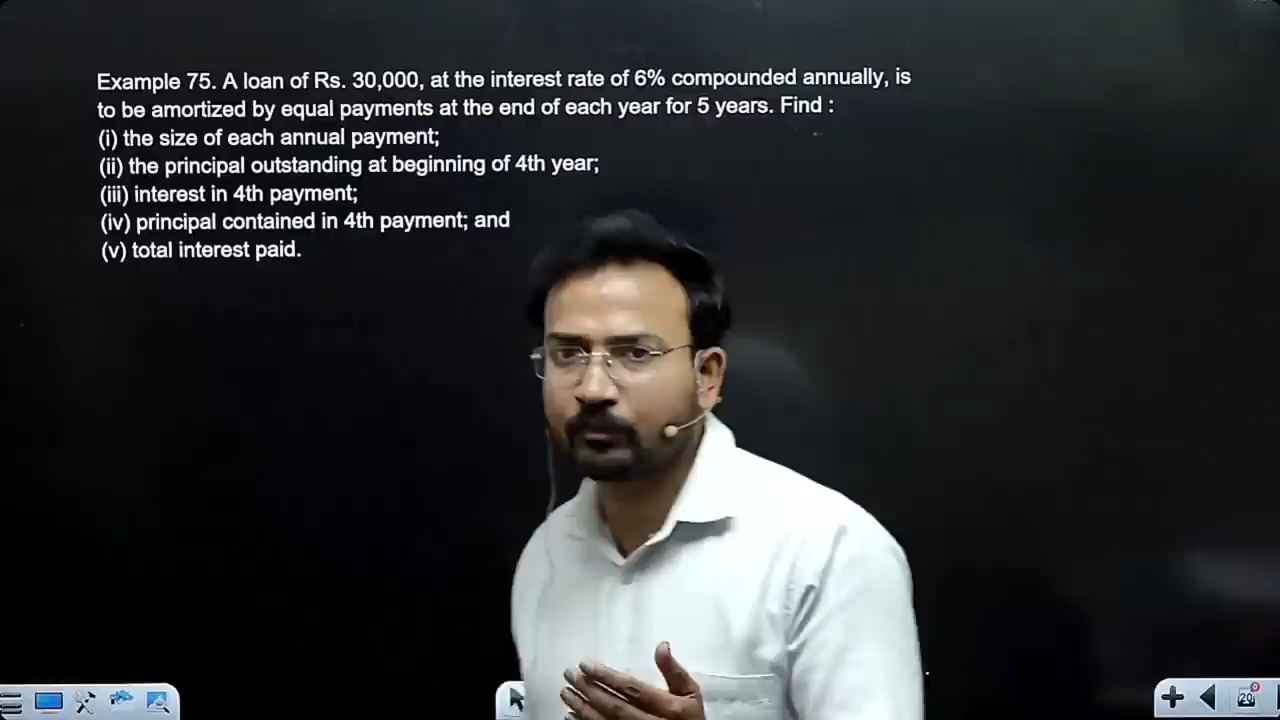 Example 75. A loan of Rs. 30,000, at the interest rate of 6% compounded annually, is
to be amortized by equal payments at the end of each year for 5 years. Find :
(i) the size of each annual payment;
(ii) the principal outstanding at beginning of 4th year;
(iii) interest in 4th payment;
(iv) principal contained in 4th payment; and
(v) total interest paid.
20